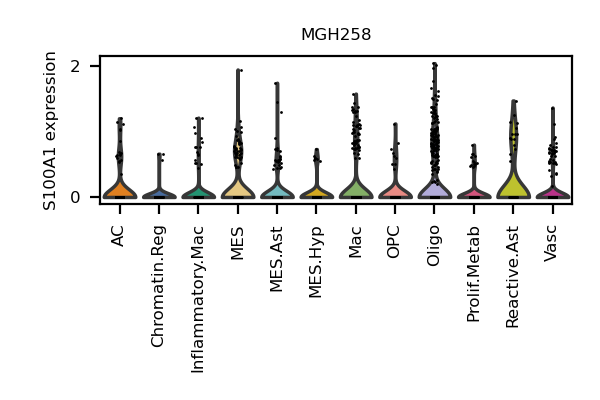 MGH258
S100A1 expression
2
0
AC
Chromatin.Reg
Inflammatory.Mac
MES
MES.Ast
MES.Hyp
Mac
OPC
Oligo
Prolif.Metab
Reactive.Ast
Vasc